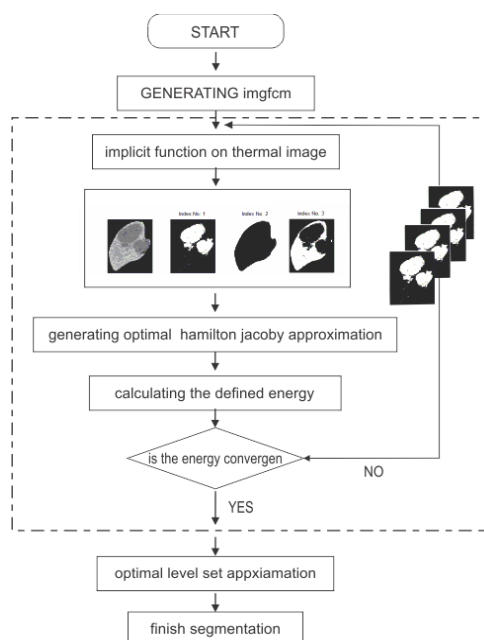 START
GENERATING imgfcm
implicit function on thermal image
Index No. 1 Index No. 2 Index No. 3
generating optimal hamilton jacoby approximation
calculating the defined energy
is the energy convergen
NO
YES
optimal level set appxiamation
finish segmentation